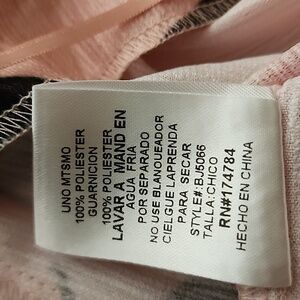 UNO MTSMO
100% POLIESTER
GUARNICION
100% POLIESTER
LAVAR A MAND EN
AGUA FRIA
POR SEPARADO
NO USE BLANQUEADOR
CIELGUE LAPRENDA
PARA SECAR
STYLE#:BJ5066
TALLA:CHICO
RN#174784
HECHO EN CHINA